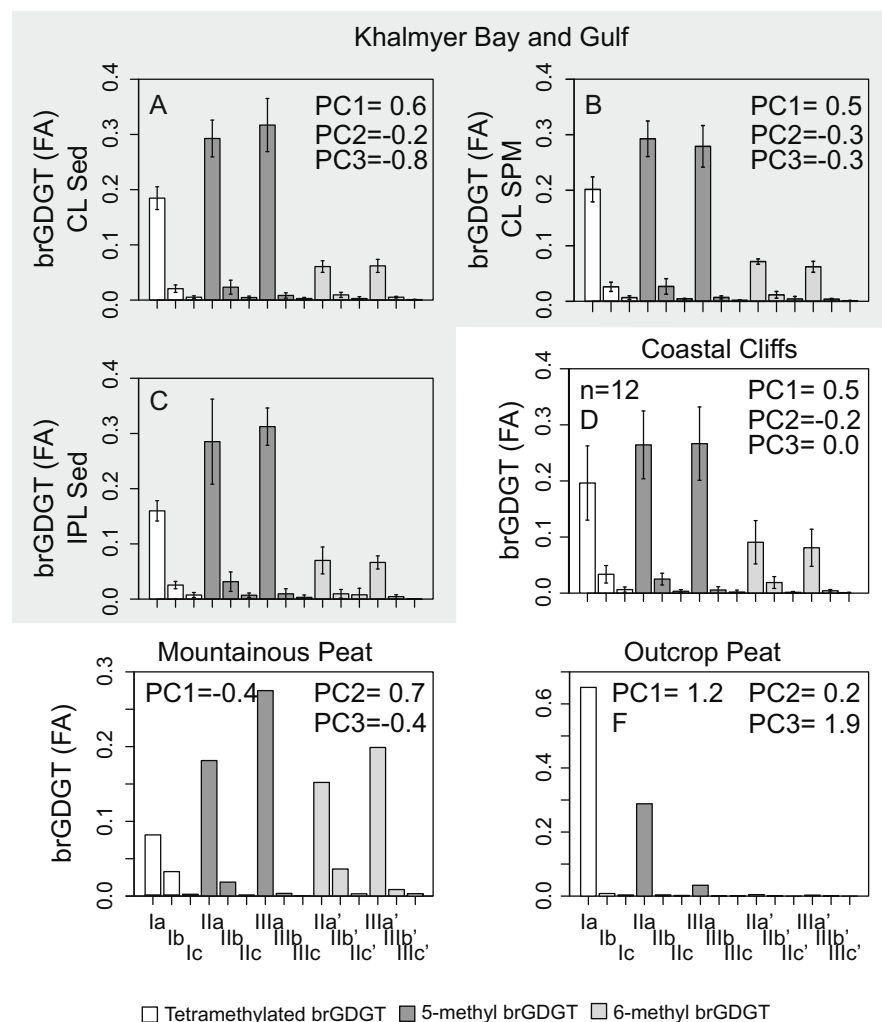 Khalmyer Bay and Gulf
brGDGT (FA)
CL Sed
0.4
0.3
0.2
0.1
0.0
A
PC1= 0.6
PC2= -0.2
PC3=-0.8
brGDGT (FA)
CL SPM
0.4
0.3
0.2
0.1
0.0
B
PC1= 0.5
PC2=-0.3
PC3=-0.3
brGDGT (FA)
IPL Sed
0.4
0.3
0.2
0.1
0.0
C
Coastal Cliffs
brGDGT (FA)
0.4
0.3
0.2
0.1
0.0
n=12
D
PC1= 0.5
PC2=-0.2
PC3= 0.0
Mountainous Peat
brGDGT (FA)
0.3
0.2
0.1
0.0
PC1=-0.4
PC2= 0.7
PC3=-0.4
Ia Ib Ic IIa IIb IIc IIIa IIIb IIIc IIa' IIb' IIc' IIIa' IIIb' IIIc'
Outcrop Peat
0.6
0.4
0.2
0.0
PC1= 1.2
F
PC2= 0.2
PC3= 1.9
Ia Ib Ic IIa IIb IIc IIIa IIIb IIIc IIa' IIb' IIc' IIIa' IIIb' IIIc'
Tetramethylated brGDGT 5-methyl brGDGT 6-methyl brGDGT